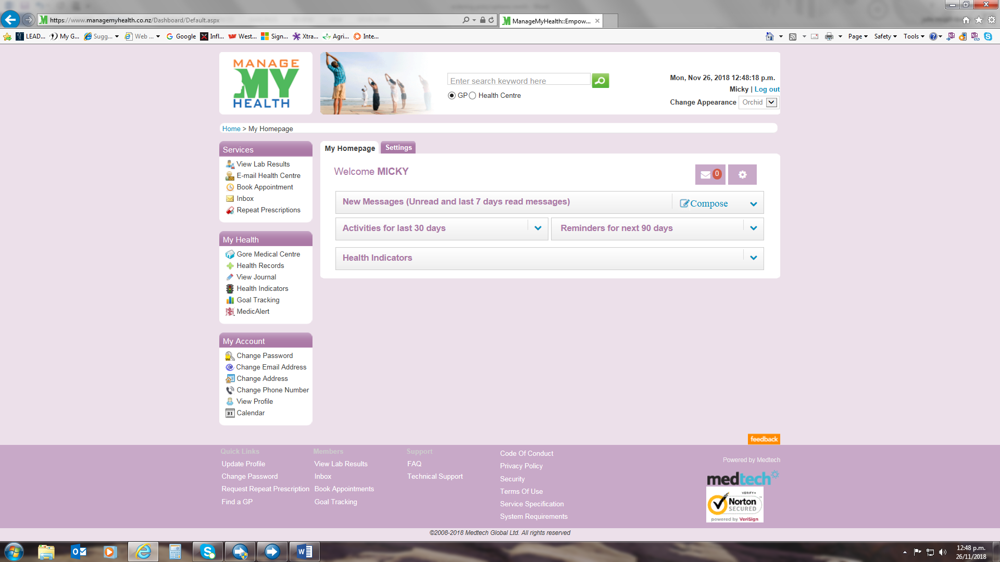 https://www.managemyhealth.co.nz/Dashboard/Default.aspx
ManageMyHealth::Empow...
LEAD...
My G...
Sugg...
Web ...
Google
Infl...
West...
Sign...
Xtra...
Agri...
Inte...
Page
Safety
Tools
MANAGE
MY
HEALTH
Enter search keyword here
GP
Health Centre
Mon, Nov 26, 2018 12:48:18 p.m.
Micky | Log out
Change Appearance Orchid
Home > My Homepage
Services
View Lab Results
E-mail Health Centre
Book Appointment
Inbox
Repeat Prescriptions
My Health
Gore Medical Centre
Health Records
View Journal
Health Indicators
Goal Tracking
MedicAlert
My Account
Change Password
Change Email Address
Change Address
Change Phone Number
View Profile
31 Calendar
My Homepage
Settings
Welcome MICKY
0
New Messages (Unread and last 7 days read messages)
Compose
Activities for last 30 days
Reminders for next 90 days
Health Indicators
feedback
Quick Links
Update Profile
Change Password
Request Repeat Prescription
Find a GP
Members
View Lab Results
Inbox
Book Appointments
Goal Tracking
Support
FAQ
Technical Support
Code Of Conduct
Privacy Policy
Security
Terms Of Use
Service Specification
System Requirements
Powered by Medtech
medtech
VERIFY
Norton
SECURED
powered by VeriSign
©2008-2018 Medtech Global Ltd. All rights reserved
12:48 p.m.
26/11/2018